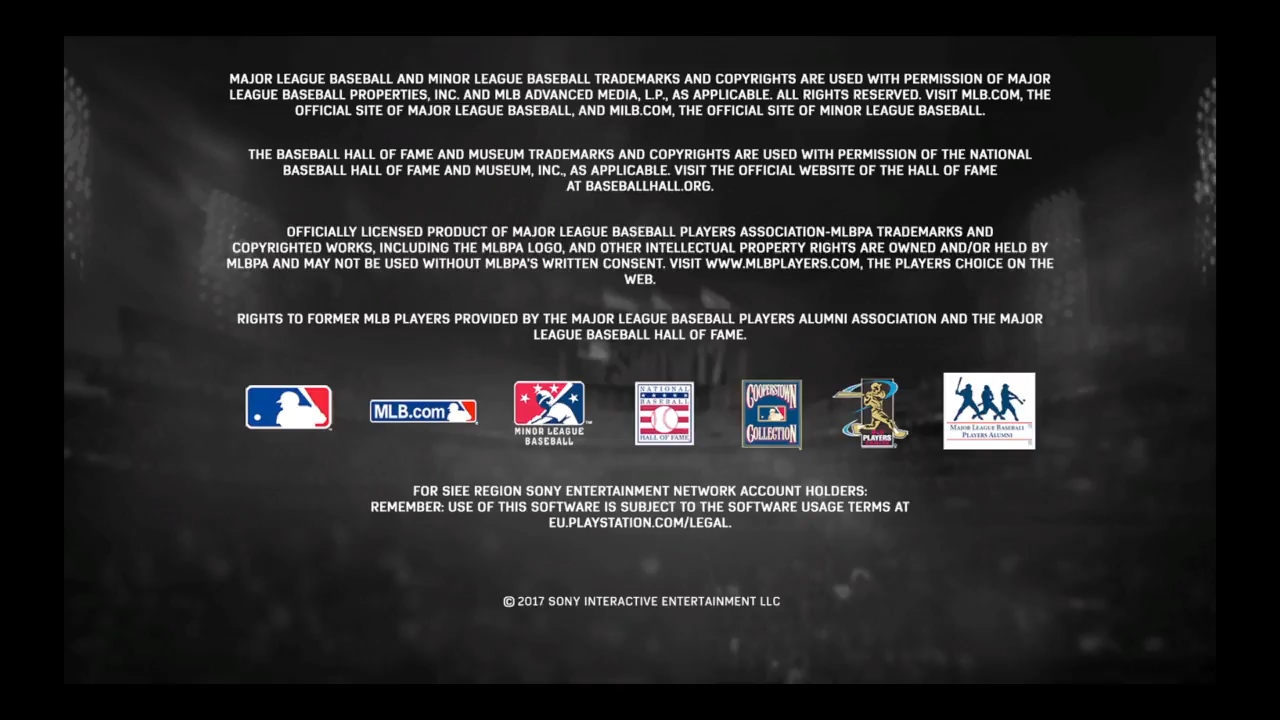 MAJOR LEAGUE BASEBALL AND MINOR LEAGUE BASEBALL TRADEMARKS AND COPYRIGHTS ARE USED WITH PERMISSION OF MAJOR
LEAGUE BASEBALL PROPERTIES, INC. AND MLB ADVANCED MEDIA, L.P., AS APPLICABLE. ALL RIGHTS RESERVED. VISIT MLB.COM, THE
OFFICIAL SITE OF MAJOR LEAGUE BASEBALL, AND MILB.COM, THE OFFICIAL SITE OF MINOR LEAGUE BASEBALL.
THE BASEBALL HALL OF FAME AND MUSEUM TRADEMARKS AND COPYRIGHTS ARE USED WITH PERMISSION OF THE NATIONAL
BASEBALL HALL OF FAME AND MUSEUM, INC., AS APPLICABLE. VISIT THE OFFICIAL WEBSITE OF THE HALL OF FAME
AT BASEBALLHALL.ORG.
OFFICIALLY LICENSED PRODUCT OF MAJOR LEAGUE BASEBALL PLAYERS ASSOCIATION-MLBPA TRADEMARKS AND
COPYRIGHTED WORKS, INCLUDING THE MLBPA LOGO, AND OTHER INTELLECTUAL PROPERTY RIGHTS ARE OWNED AND/OR HELD BY
MLBPA AND MAY NOT BE USED WITHOUT MLBPA'S WRITTEN CONSENT. VISIT WWW.MLBPLAYERS.COM, THE PLAYERS CHOICE ON THE
WEB.
RIGHTS TO FORMER MLB PLAYERS PROVIDED BY THE MAJOR LEAGUE BASEBALL PLAYERS ALUMNI ASSOCIATION AND THE MAJOR
LEAGUE BASEBALL HALL OF FAME.
MLB.com
MINOR LEAGUE
BASEBALL
NATIONAL
BASEBALL
HALL OF FAME
COOPERSTOWN
COLLECTION
PLAYERS
MAJOR LEAGUE BASEBALL
PLAYERS ALUMNI
FOR SIEE REGION SONY ENTERTAINMENT NETWORK ACCOUNT HOLDERS:
REMEMBER: USE OF THIS SOFTWARE IS SUBJECT TO THE SOFTWARE USAGE TERMS AT
EU.PLAYSTATION.COM/LEGAL.
© 2017 SONY INTERACTIVE ENTERTAINMENT LLC